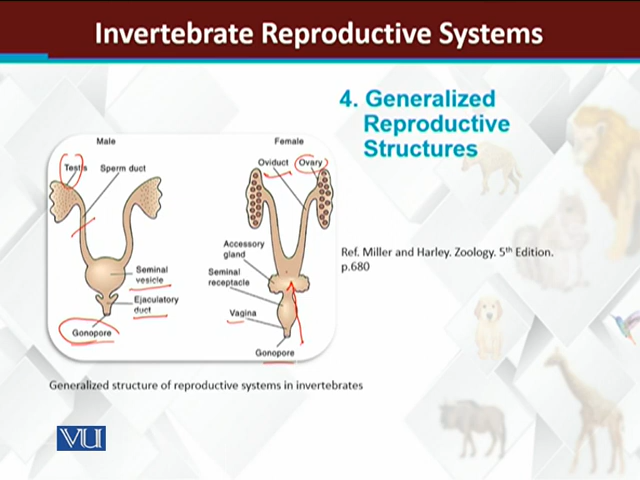 Invertebrate Reproductive Systems
4. Generalized
Reproductive
Structures
Male
Female
Testis
Sperm duct
Oviduct
Ovary
Accessory
gland
Seminal
vesicle
Seminal
receptacle
Ejaculatory
duct
Vagina
Gonopore
Gonopore
Ref. Miller and Harley. Zoology. 5th Edition.
p.680
Generalized structure of reproductive systems in invertebrates
VU